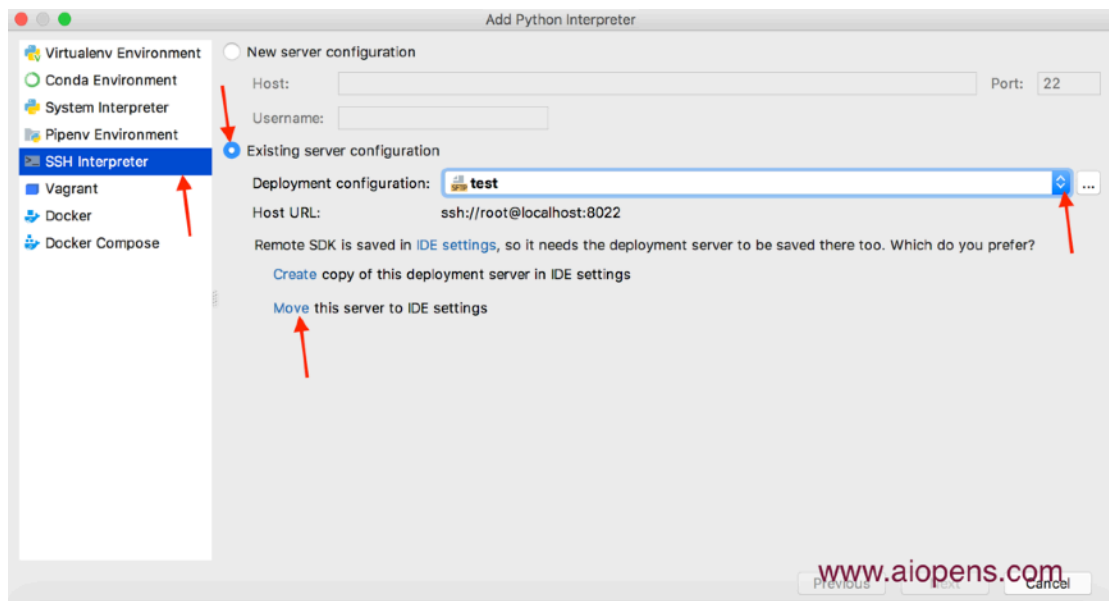 Add Python Interpreter
Virtualenv Environment
Conda Environment
System Interpreter
Pipenv Environment
SSH Interpreter
Vagrant
Docker
Docker Compose
New server configuration
Host:
Port: 22
Username:
Existing server configuration
Deployment configuration: SFTP test ...
Host URL: ssh://root@localhost:8022
Remote SDK is saved in IDE settings, so it needs the deployment server to be saved there too. Which do you prefer?
Create copy of this deployment server in IDE settings
Move this server to IDE settings
www.aiopens.com
Previous Next Cancel